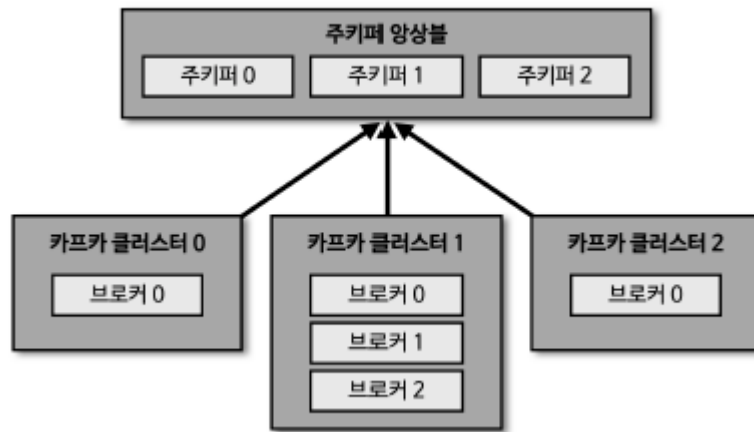 주키페 앙상블
주키퍼 0
주키퍼 1
주키퍼 2
카프카 클러스터 0
브로커 0
카프카 클러스터 1
브로커 0
브로커 1
브로커 2
카프카 클러스터 2
브로커 0